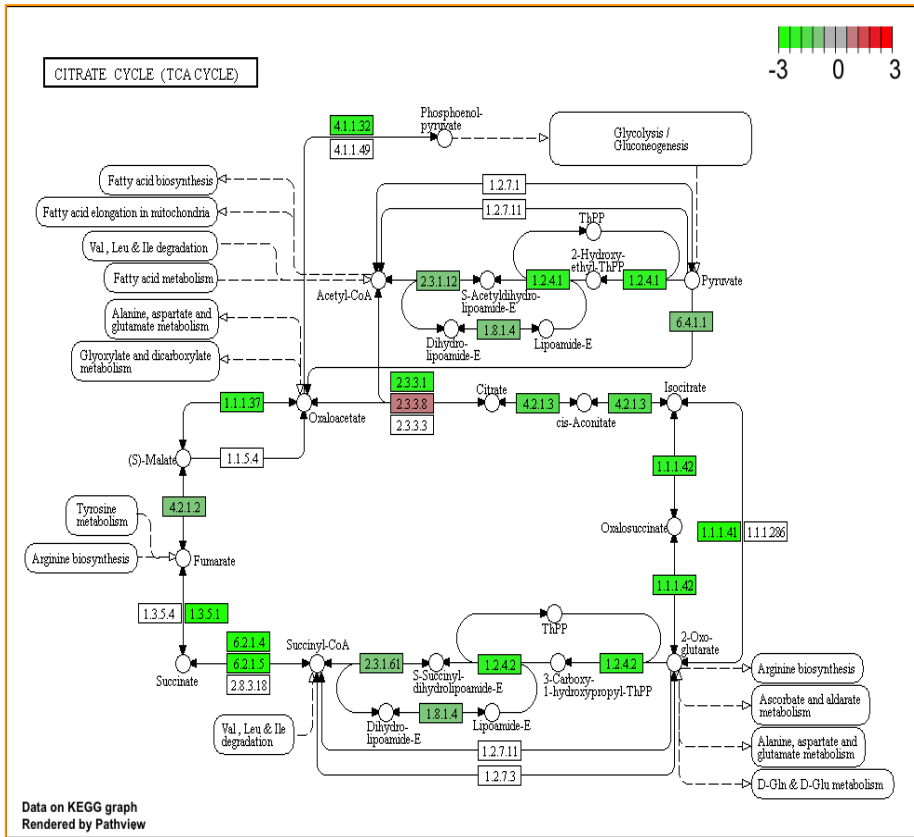 -3 0 3
CITRATE CYCLE (TCA CYCLE)
Phosphoenol-
pyruvate
4.1.1.32
4.1.1.49
Glycolysis /
Gluconeogenesis
Fatty acid biosynthesis
Fatty acid elongation in mitochondria
Val, Leu & Ile degradation
Fatty acid metabolism
Alanine, aspartate and
glutamate metabolism
Glyoxylate and dicarboxylate
metabolism
1.2.7.1
1.2.7.11
ThPP
2-Hydroxy-
ethyl-ThPP
Acetyl-CoA
2.3.1.12
S-Acetyldihydro-
lipoamide-E
1.2.4.1
1.2.4.1
Pyruvate
Dihydro-
lipoamide-E
1.8.1.4
Lipoamide-E
6.4.1.1
1.1.1.37
Oxaloacetate
2.3.3.1
2.3.3.8
2.3.3.3
Citrate
4.2.1.3
cis-Aconitate
4.2.1.3
Isocitrate
(S)-Malate
1.1.5.4
1.1.1.42
4.2.1.2
Tyrosine
metabolism
Arginine biosynthesis
Fumarate
Oxalosuccinate
1.1.1.41
1.1.1.286
1.1.1.42
1.3.5.4
1.3.5.1
ThPP
6.2.1.4
6.2.1.5
2.8.3.18
Succinate
Succinyl-CoA
2.3.1.61
S-Succinyl-
dihydrolipoamide-E
1.2.4.2
3-Carboxy-
1-hydroxypropyl-ThPP
1.2.4.2
2-Oxo-
glutarate
Val, Leu & Ile
degradation
Dihydro-
lipoamide-E
1.8.1.4
Lipoamide-E
1.2.7.11
1.2.7.3
Arginine biosynthesis
Ascorbate and aldarate
metabolism
Alanine, aspartate and
glutamate metabolism
D-Gln & D-Glu metabolism
Data on KEGG graph
Rendered by Pathview